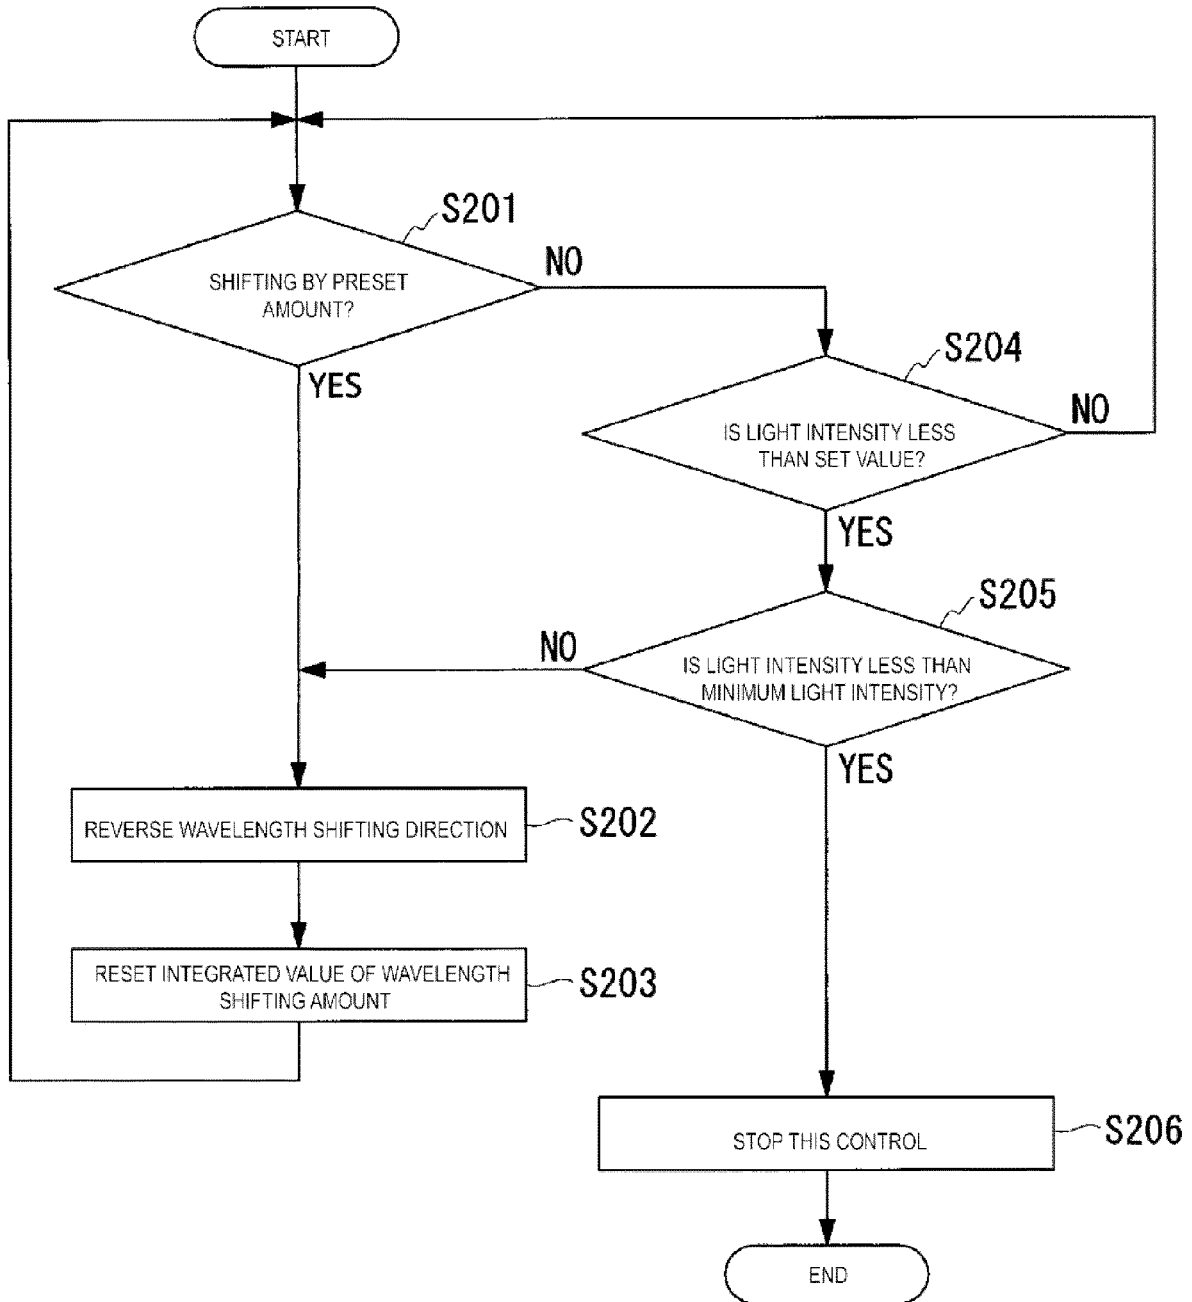 START
S201
SHIFTING BY PRESET
AMOUNT?
NO
YES
S204
IS LIGHT INTENSITY LESS
THAN SET VALUE?
NO
YES
S205
IS LIGHT INTENSITY LESS THAN
MINIMUM LIGHT INTENSITY?
NO
YES
REVERSE WAVELENGTH SHIFTING DIRECTION
S202
RESET INTEGRATED VALUE OF WAVELENGTH
SHIFTING AMOUNT
S203
STOP THIS CONTROL
S206
END